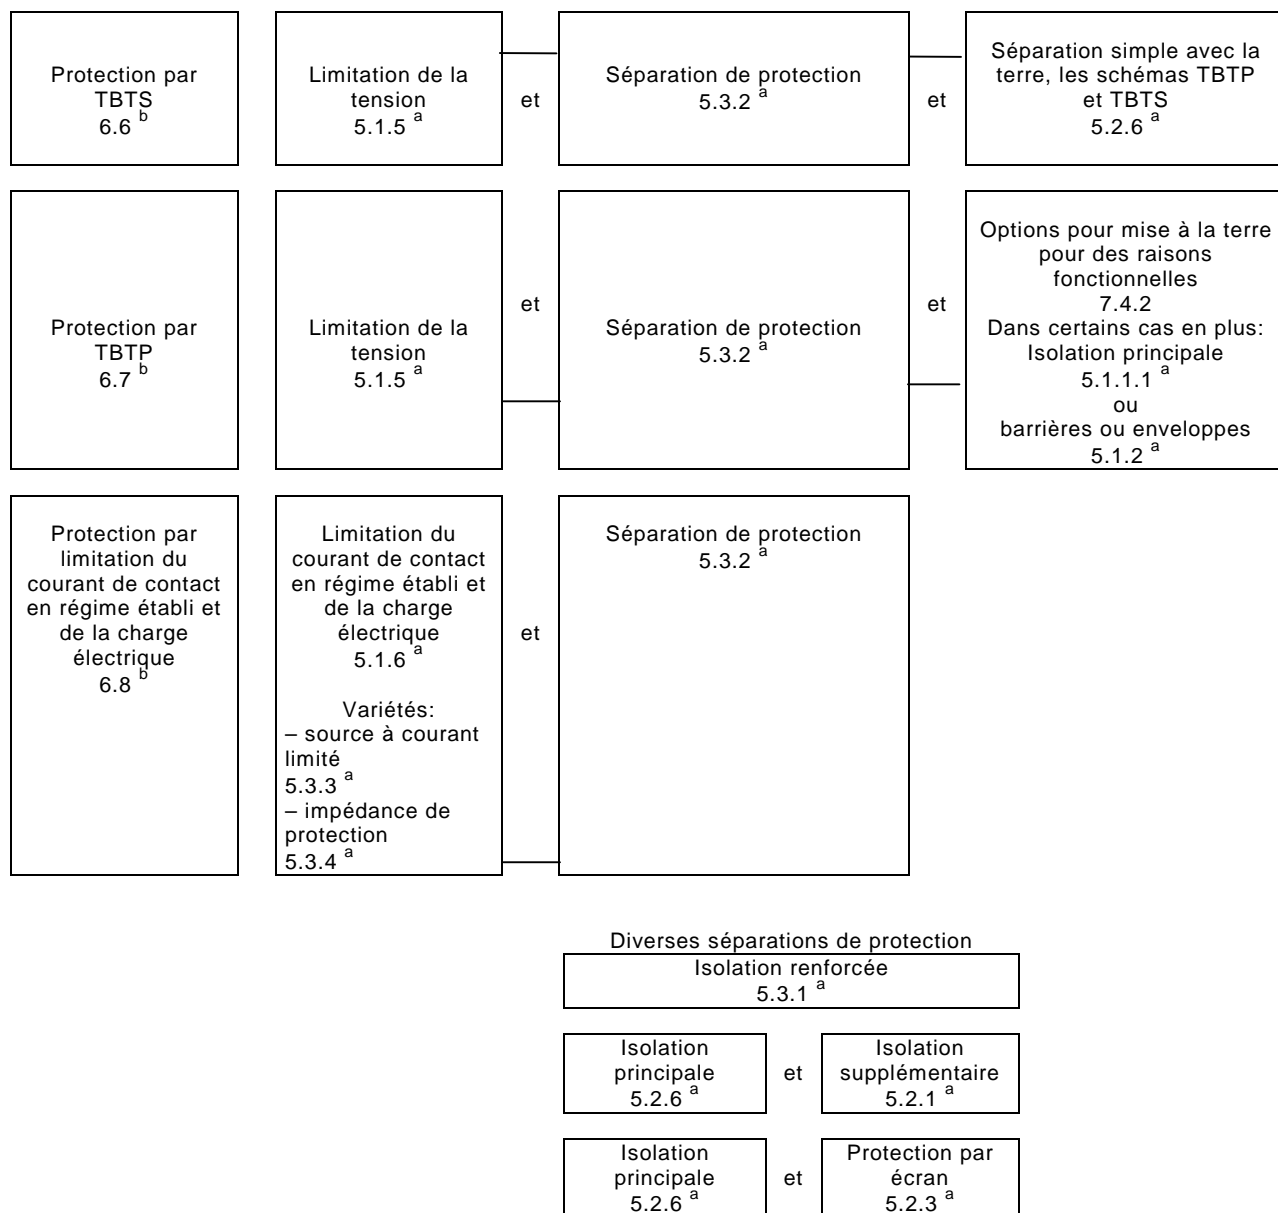 Protection par
TBTS
6.6 b
Limitation de la
tension
5.1.5 a
et
Séparation de protection
5.3.2 a
et
Séparation simple avec la
terre, les schémas TBTP
et TBTS
5.2.6 a
Protection par
TBTP
6.7 b
Limitation de la
tension
5.1.5 a
et
Séparation de protection
5.3.2 a
et
Options pour mise à la terre
pour des raisons
fonctionnelles
7.4.2
Dans certains cas en plus:
Isolation principale
5.1.1.1 a
ou
barrières ou enveloppes
5.1.2 a
Protection par
limitation du
courant de contact
en régime établi et
de la charge
électrique
6.8 b
Limitation du
courant de contact
en régime établi et
de la charge
électrique
5.1.6 a
Variétés:
– source à courant
limité
5.3.3 a
– impédance de
protection
5.3.4 a
et
Séparation de protection
5.3.2 a
Diverses séparations de protection
Isolation renforcée
5.3.1 a
Isolation
principale
5.2.6 a
et
Isolation
supplémentaire
5.2.1 a
Isolation
principale
5.2.6 a
et
Protection par
écran
5.2.3 a